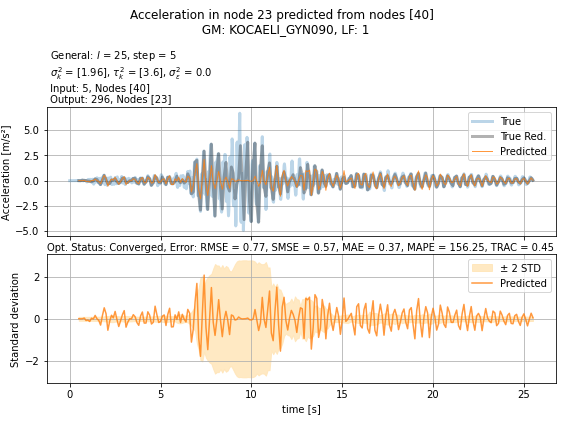 Acceleration in node 23 predicted from nodes [40]
GM: KOCAELI_GYN090, LF: 1
General: l = 25, step = 5
σ²ₖ = [1.96], τ²ₖ = [3.6], σ²ε = 0.0
Input: 5, Nodes [40]
Output: 296, Nodes [23]
Acceleration [m/s²]
5.0
2.5
0.0
−2.5
−5.0
True
True Red.
Predicted
Opt. Status: Converged, Error: RMSE = 0.77, SMSE = 0.57, MAE = 0.37, MAPE = 156.25, TRAC = 0.45
Standard deviation
2
0
−2
± 2 STD
Predicted
0 5 10 15 20 25
time [s]